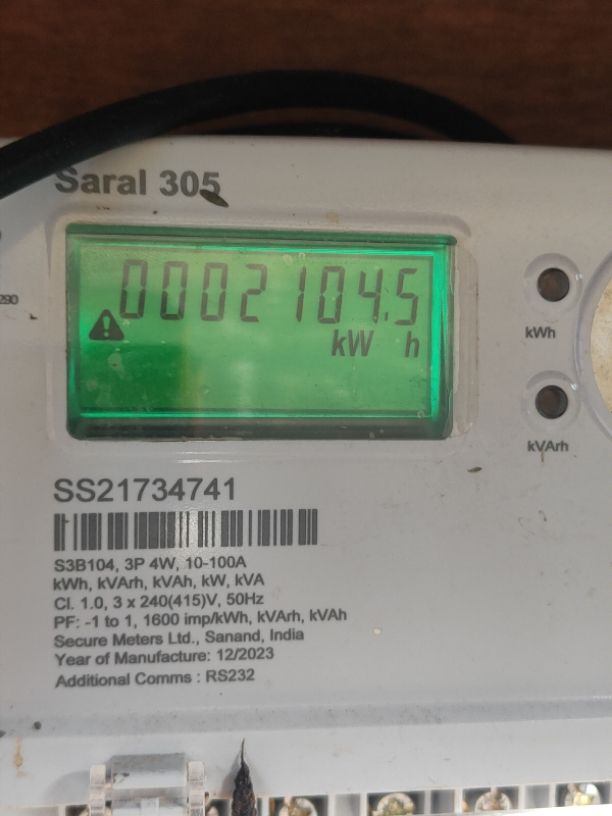 Saral 305
0002104.5
kW h
kWh
kVArh
SS21734741
S3B104, 3P 4W, 10-100A
kWh, kVArh, kVAh, kW, kVA
Cl. 1.0, 3 x 240(415)V, 50Hz
PF: -1 to 1, 1600 imp/kWh, kVArh, kVAh
Secure Meters Ltd., Sanand, India
Year of Manufacture: 12/2023
Additional Comms : RS232